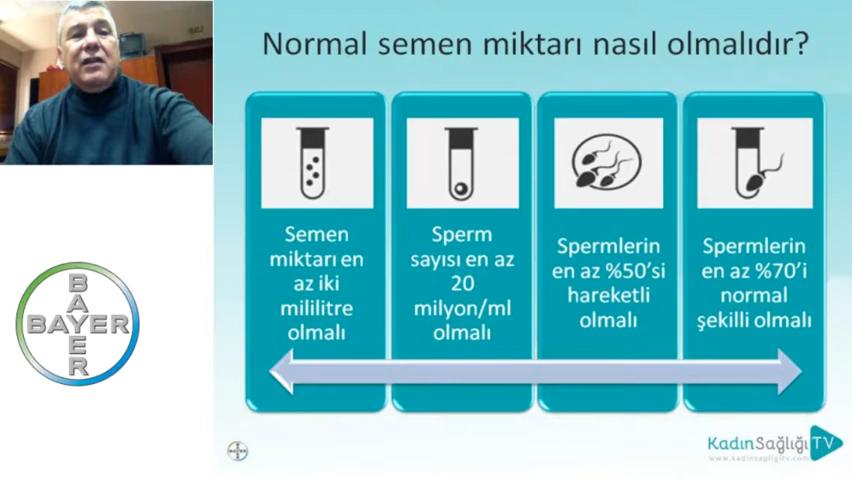 Normal semen miktarı nasıl olmalıdır?
Semen
miktarı en
az iki
mililitre
olmalı
Sperm
sayısı en az
20
milyon/ml
olmalı
Spermlerin
en az %50'si
hareketli
olmalı
Spermlerin
en az %70'i
normal
şekilli olmalı
BAYER
BAYER
KadınSağlığıTV
www.kadinsagligitv.com